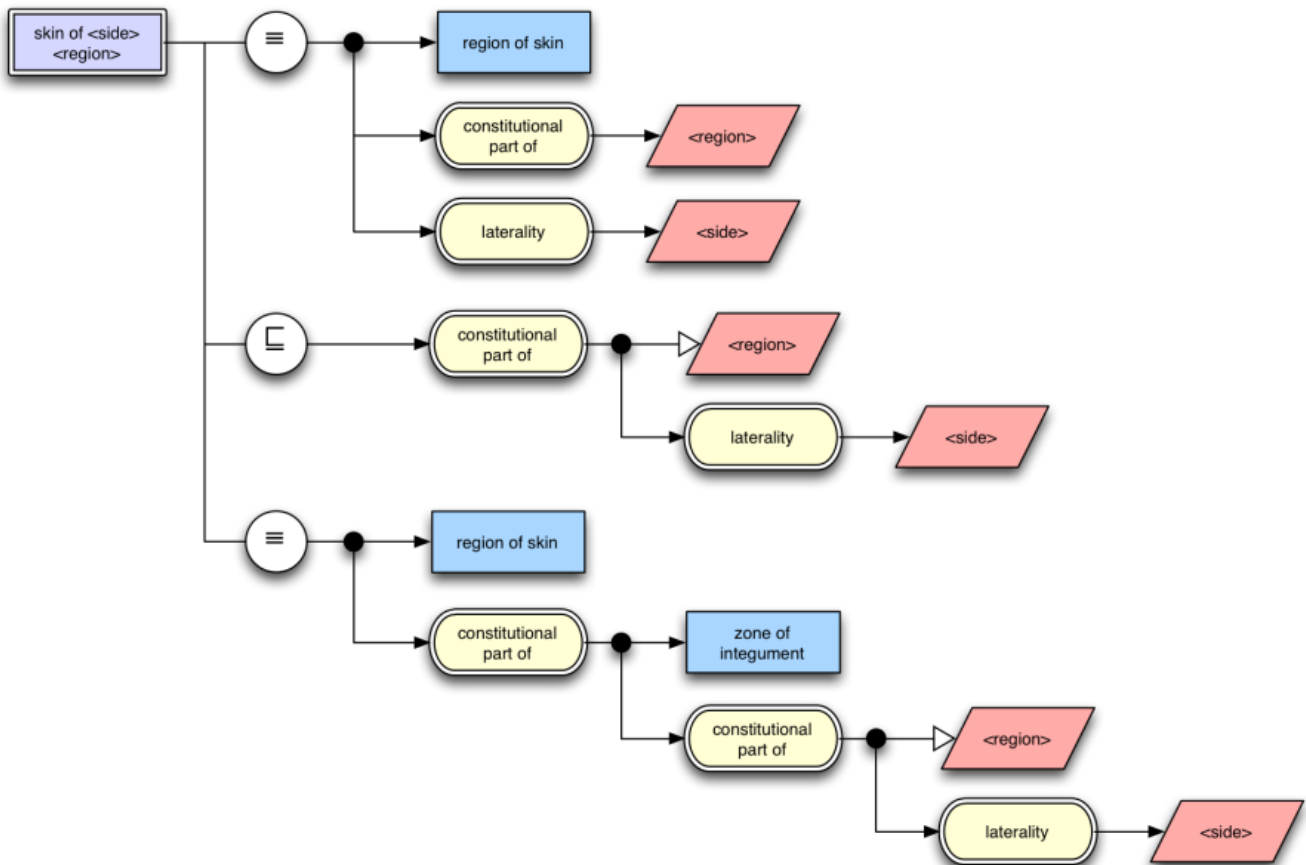 skin of <side>
<region>
≡
region of skin
constitutional
part of
<region>
laterality
<side>
⊑
constitutional
part of
<region>
laterality
<side>
≡
region of skin
constitutional
part of
zone of
integument
constitutional
part of
<region>
laterality
<side>